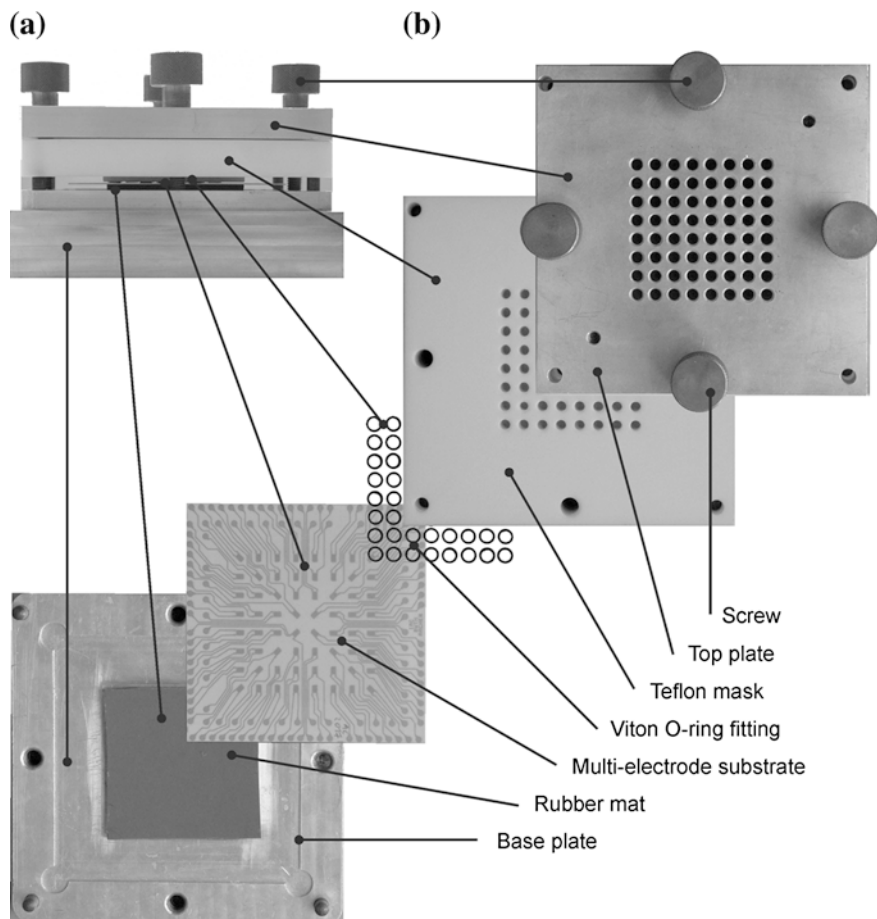 (a)
(b)
Screw
Top plate
Teflon mask
Viton O-ring fitting
Multi-electrode substrate
Rubber mat
Base plate